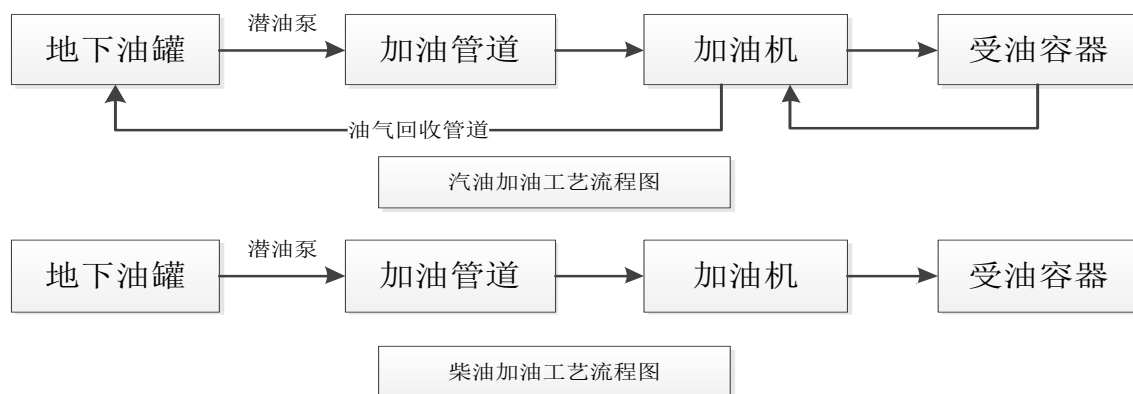 潜油泵
地下油罐
加油管道
加油机
受油容器
油气回收管道
汽油加油工艺流程图
潜油泵
地下油罐
加油管道
加油机
受油容器
柴油加油工艺流程图